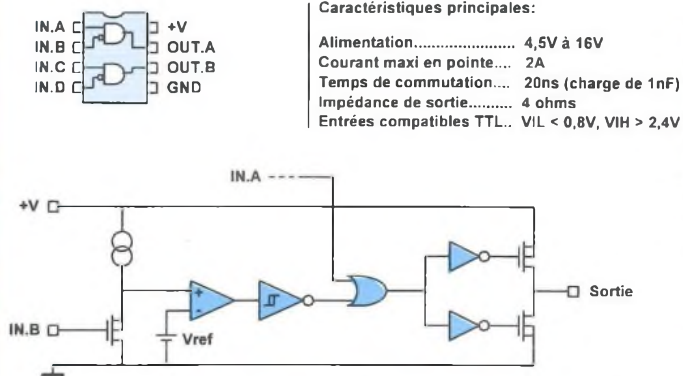 IN.A
IN.B
IN.C
IN.D
+V
OUT.A
OUT.B
GND
Caractéristiques principales:
Alimentation...................... 4,5V à 16V
Courant maxi en pointe.... 2A
Temps de commutation... 20ns (charge de 1nF)
Impédance de sortie.......... 4 ohms
Entrées compatibles TTL.. VIL < 0,8V, VIH > 2,4V
IN.A
+V
+
-
Sortie
IN.B
Vref